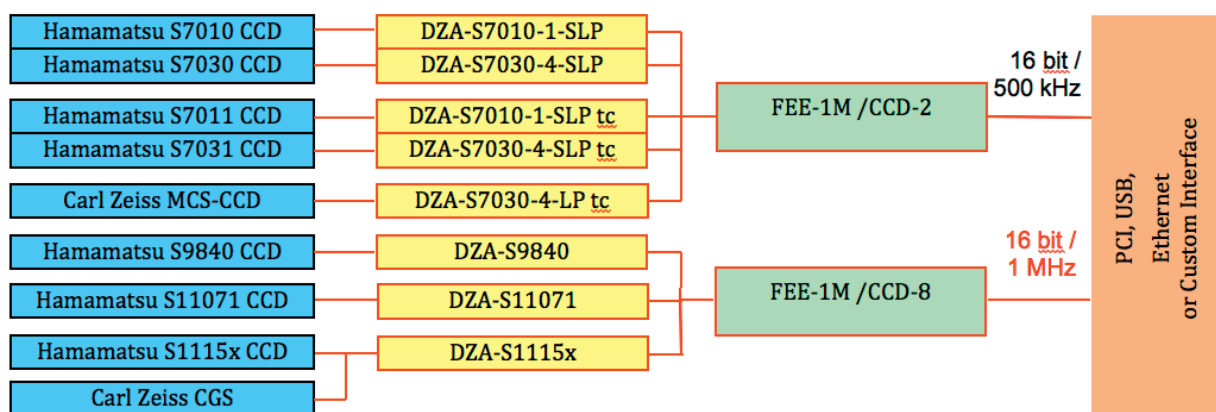 Hamamatsu S7010 CCD
Hamamatsu S7030 CCD
Hamamatsu S7011 CCD
Hamamatsu S7031 CCD
Carl Zeiss MCS-CCD
Hamamatsu S9840 CCD
Hamamatsu S11071 CCD
Hamamatsu S1115x CCD
Carl Zeiss CGS
DZA-S7010-1-SLP
DZA-S7030-4-SLP
DZA-S7010-1-SLP tc
DZA-S7030-4-SLP tc
DZA-S7030-4-LP tc
DZA-S9840
DZA-S11071
DZA-S1115x
FEE-1M /CCD-2
FEE-1M /CCD-8
16 bit /
500 kHz
16 bit /
1 MHz
PCI, USB,
Ethernet
or Custom Interface